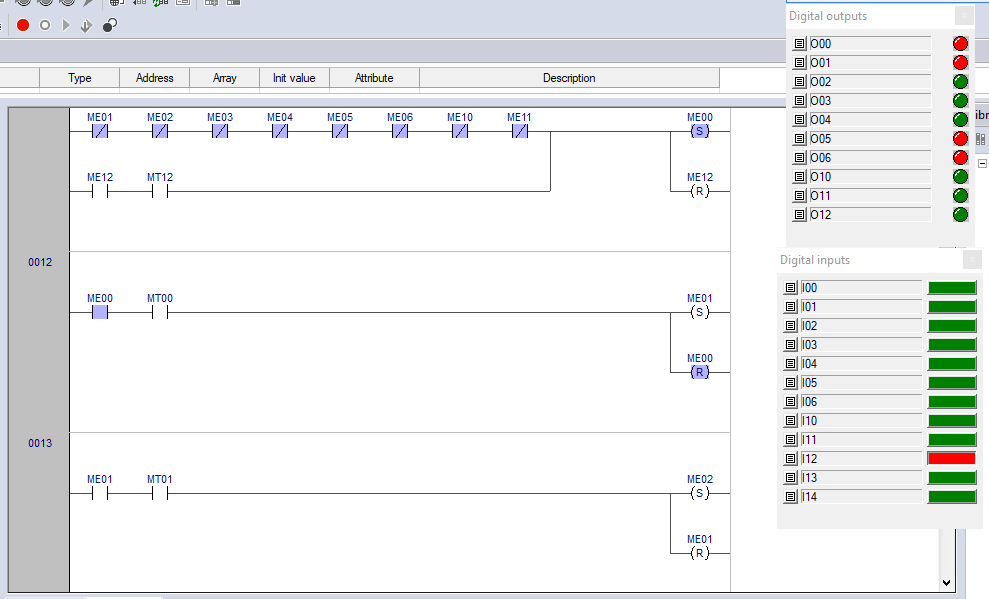 Type Address Array Init value Attribute Description
ME01 ME02 ME03 ME04 ME05 ME06 ME10 ME11 ME00
S
ME12 MT12 ME12
R
0012
ME00 MT00 ME01
S
ME00
R
0013
ME01 MT01 ME02
S
ME01
R
Digital outputs
O00
O01
O02
O03
O04
O05
O06
O10
O11
O12
ibr
Digital inputs
I00
I01
I02
I03
I04
I05
I06
I10
I11
I12
I13
I14